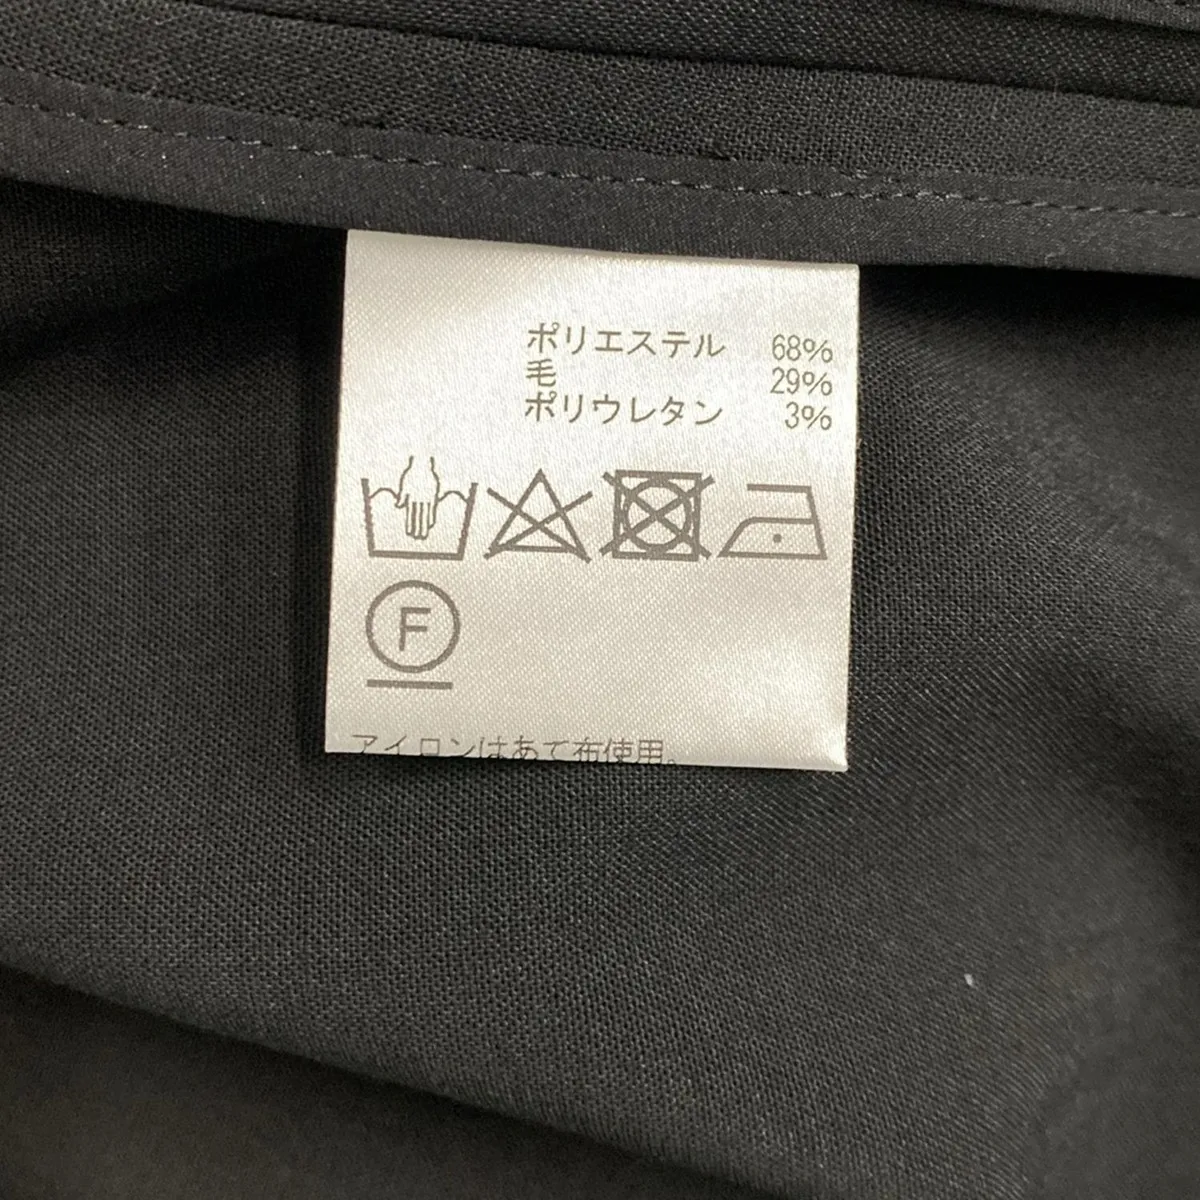 ポリエステル 68%
毛 29%
ポリウレタン 3%
F
アイロンはあて布使用。